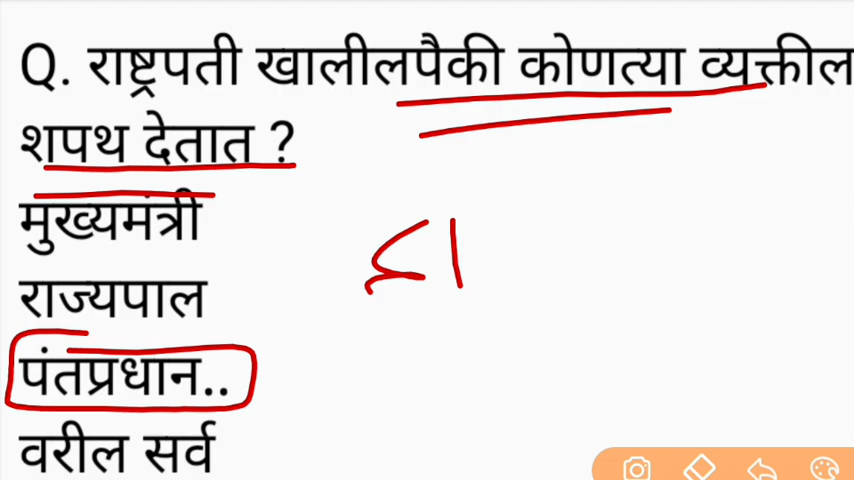 Q. राष्ट्रपती खालीलपैकी कोणत्या व्यक्तील
शपथ देतात ?
मुख्यमंत्री
राज्यपाल
पंतप्रधान..
वरील सर्व